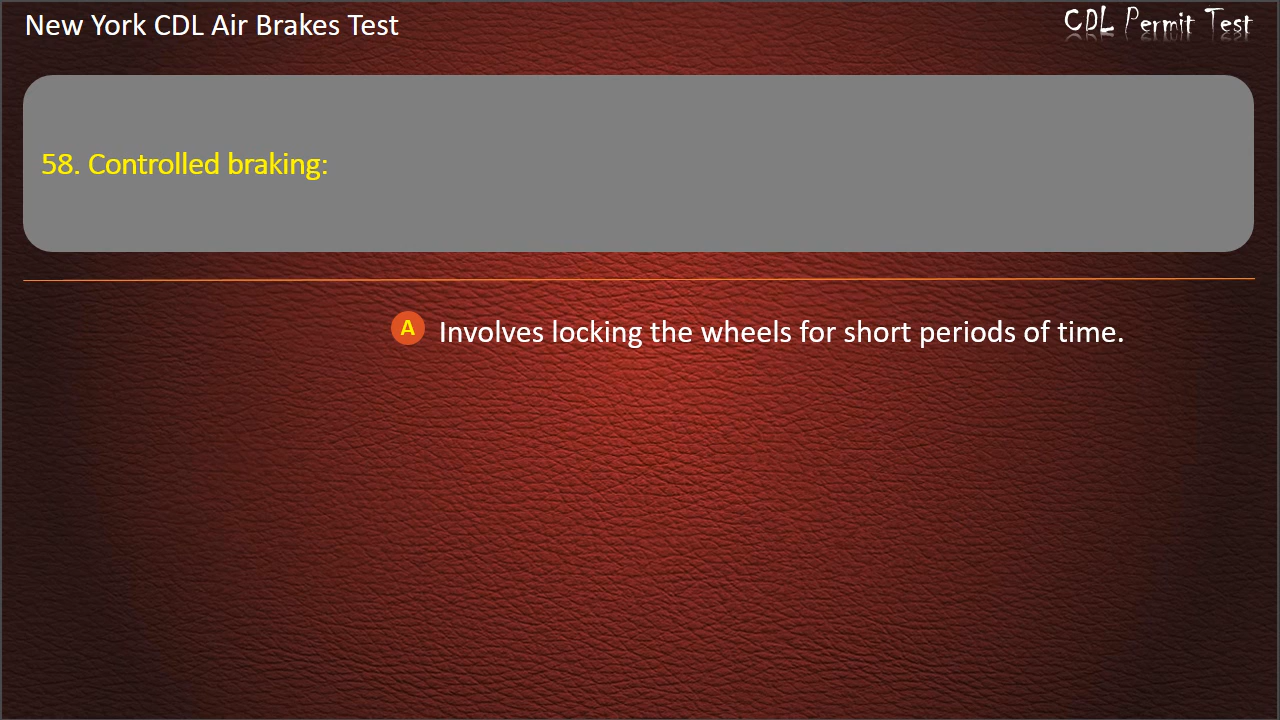 New York CDL Air Brakes Test
CDL Permit Test
58. Controlled braking:
A Involves locking the wheels for short periods of time.